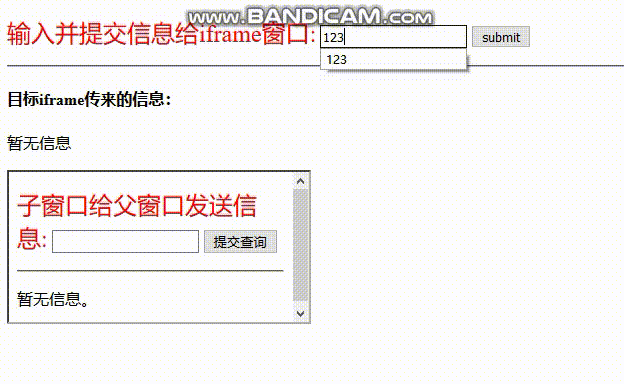 www.BANDICAM.com
输入并提交信息给iframe窗口: 123 submit
123
目标iframe传来的信息：
暂无信息
子窗口给父窗口发送信
息: 提交查询
暂无信息。